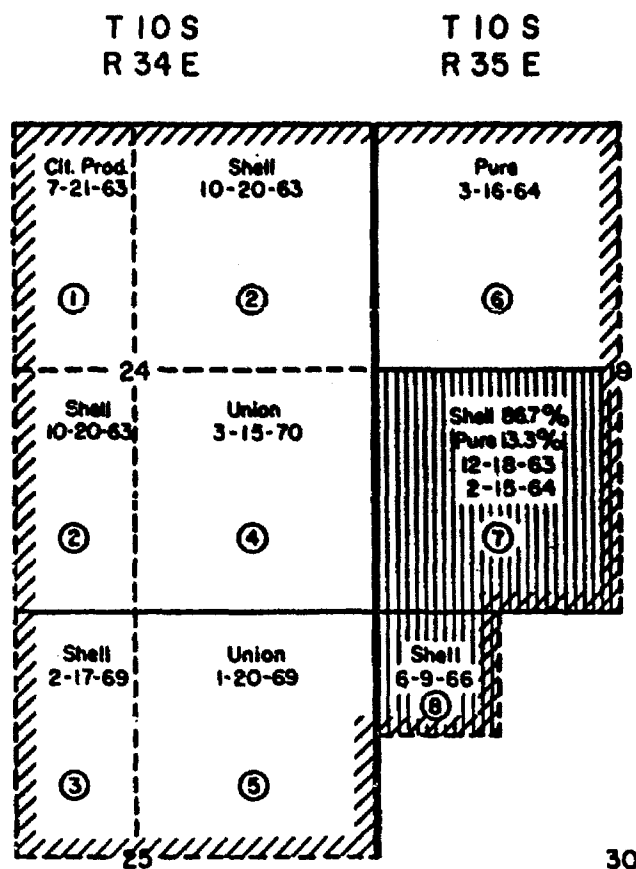 T 10 S
R 34 E
T 10 S
R 35 E
Cit. Prod.
7-21-63
1
Shell
10-20-63
2
Pure
3-16-64
6
24
9
Shell
10-20-63
2
Union
3-15-70
4
Shell 86.7%
Pure 13.3%
12-18-63
2-15-64
7
Shell
2-17-69
3
Union
1-20-69
5
Shell
6-9-66
8
25
30